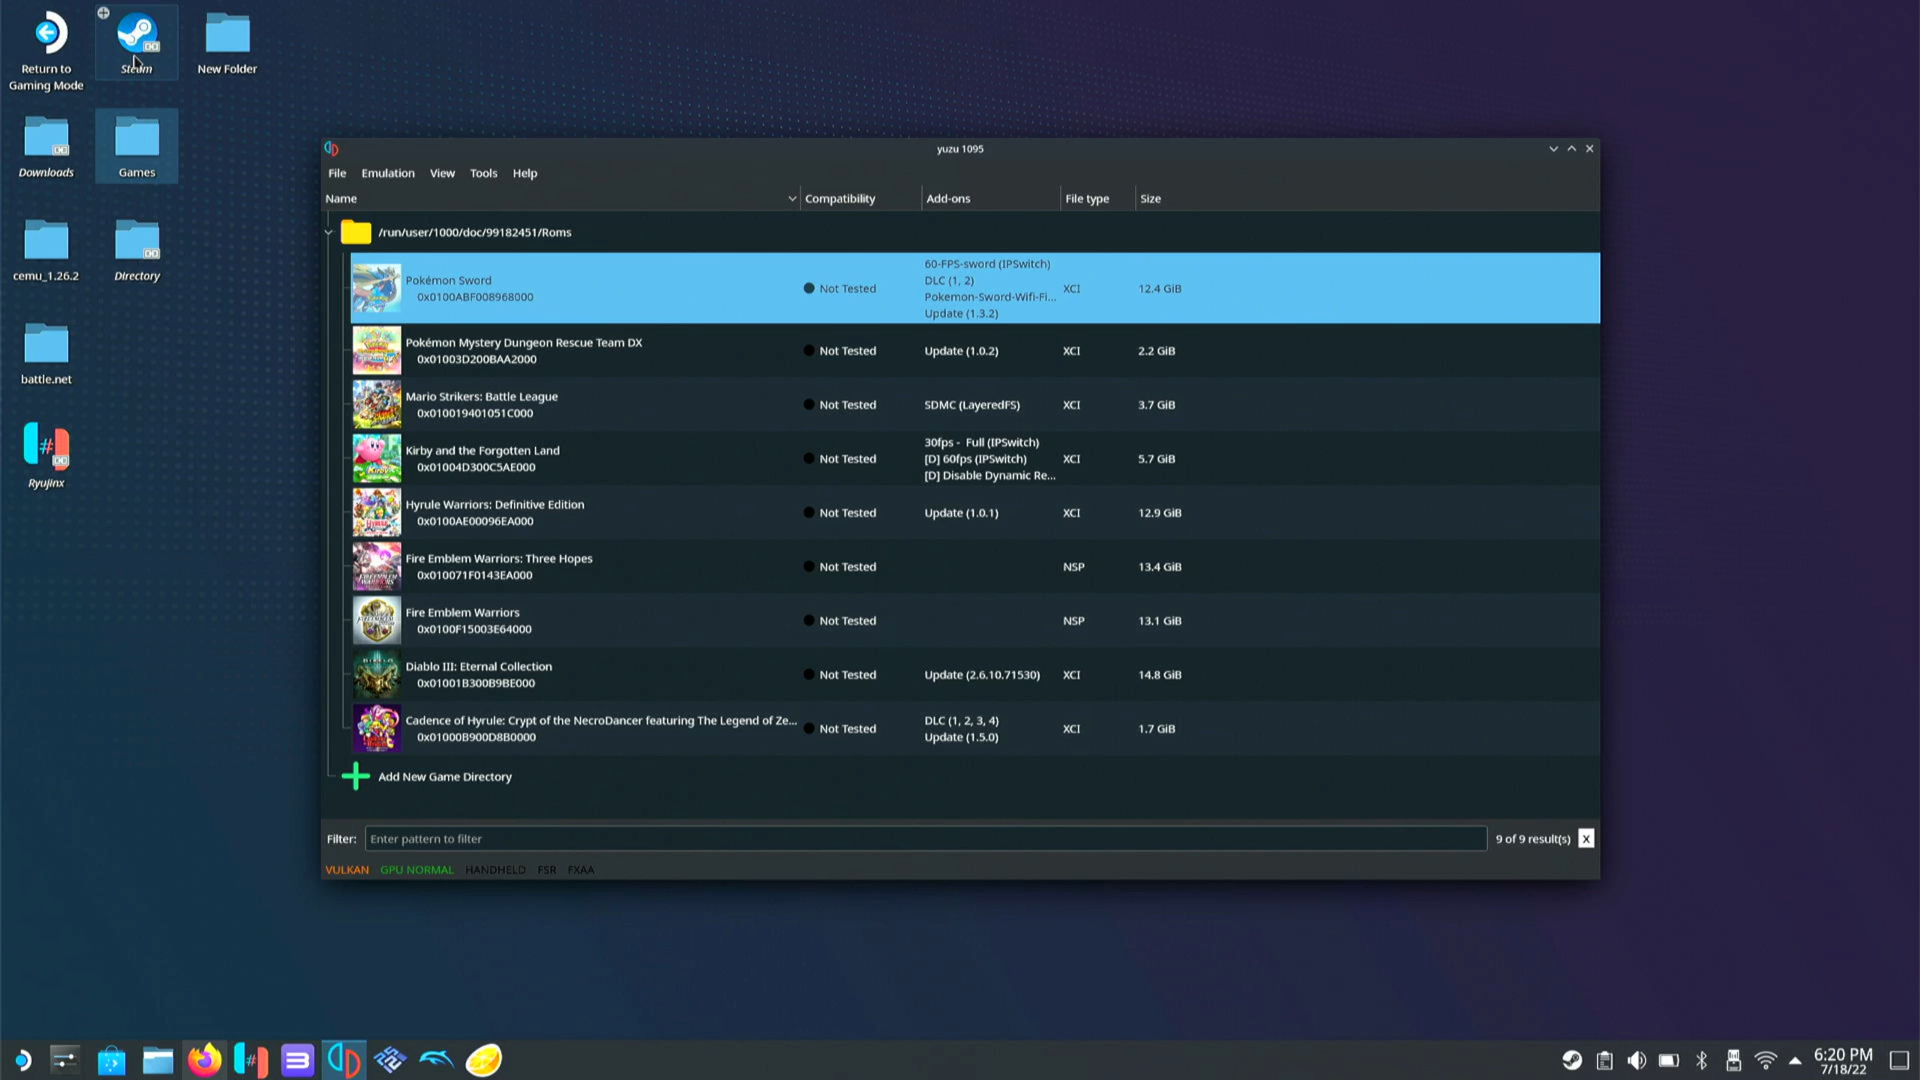 Return to
Gaming Mode
Steam
New Folder
Downloads
Games
cemu_1.26.2
Directory
battle.net
Ryujinx
yuzu 1095
File Emulation View Tools Help
Name Compatibility Add-ons File type Size
/run/user/1000/doc/99182451/Roms
Pokémon Sword
0x0100ABF008968000
Not Tested
60-FPS-sword (IPSwitch)
DLC (1, 2)
Pokemon-Sword-Wifi-Fi...
Update (1.3.2)
XCI
12.4 GiB
Pokémon Mystery Dungeon Rescue Team DX
0x01003D200BAA2000
Not Tested
Update (1.0.2)
XCI
2.2 GiB
Mario Strikers: Battle League
0x010019401051C000
Not Tested
SDMC (LayeredFS)
XCI
3.7 GiB
Kirby and the Forgotten Land
0x01004D300C5AE000
Not Tested
30fps - Full (IPSwitch)
[D] 60fps (IPSwitch)
[D] Disable Dynamic Re...
XCI
5.7 GiB
Hyrule Warriors: Definitive Edition
0x0100AE00096EA000
Not Tested
Update (1.0.1)
XCI
12.9 GiB
Fire Emblem Warriors: Three Hopes
0x010071F0143EA000
Not Tested
NSP
13.4 GiB
Fire Emblem Warriors
0x0100F15003E64000
Not Tested
NSP
13.1 GiB
Diablo III: Eternal Collection
0x01001B300B9BE000
Not Tested
Update (2.6.10.71530)
XCI
14.8 GiB
Cadence of Hyrule: Crypt of the NecroDancer featuring The Legend of Ze...
0x01000B900D8B0000
Not Tested
DLC (1, 2, 3, 4)
Update (1.5.0)
XCI
1.7 GiB
Add New Game Directory
Filter: Enter pattern to filter 9 of 9 result(s) X
VULKAN GPU NORMAL HANDHELD FSR FXAA
6:20 PM
7/18/22